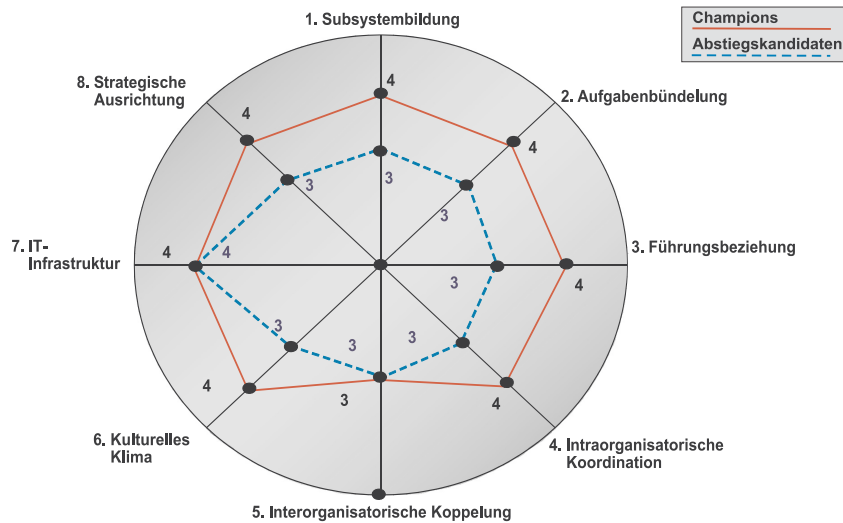 1. Subsystembildung
Champions
Abstiegskandidaten
8. Strategische
Ausrichtung
2. Aufgabenbündelung
4
4
4
3
3
3
7. IT-
Infrastruktur
4
4
3. Führungsbeziehung
3
4
3
3
3
4
3
4
6. Kulturelles
Klima
4. Intraorganisatorische
Koordination
5. Interorganisatorische Koppelung